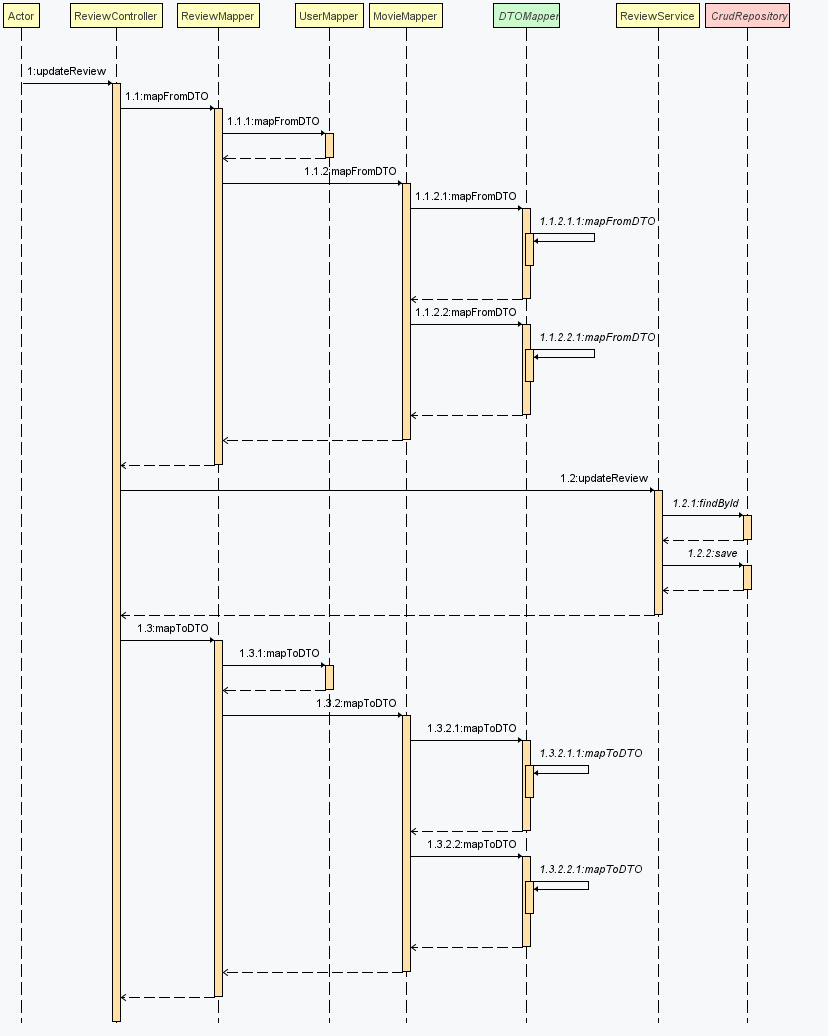 Actor ReviewController ReviewMapper UserMapper MovieMapper DTOMapper ReviewService CrudRepository
1:updateReview
1.1:mapFromDTO
1.1.1:mapFromDTO
1.1.2:mapFromDTO
1.1.2.1:mapFromDTO
1.1.2.1.1:mapFromDTO
1.1.2.2:mapFromDTO
1.1.2.2.1:mapFromDTO
1.2:updateReview
1.2.1:findById
1.2.2:save
1.3:mapToDTO
1.3.1:mapToDTO
1.3.2:mapToDTO
1.3.2.1:mapToDTO
1.3.2.1.1:mapToDTO
1.3.2.2:mapToDTO
1.3.2.2.1:mapToDTO